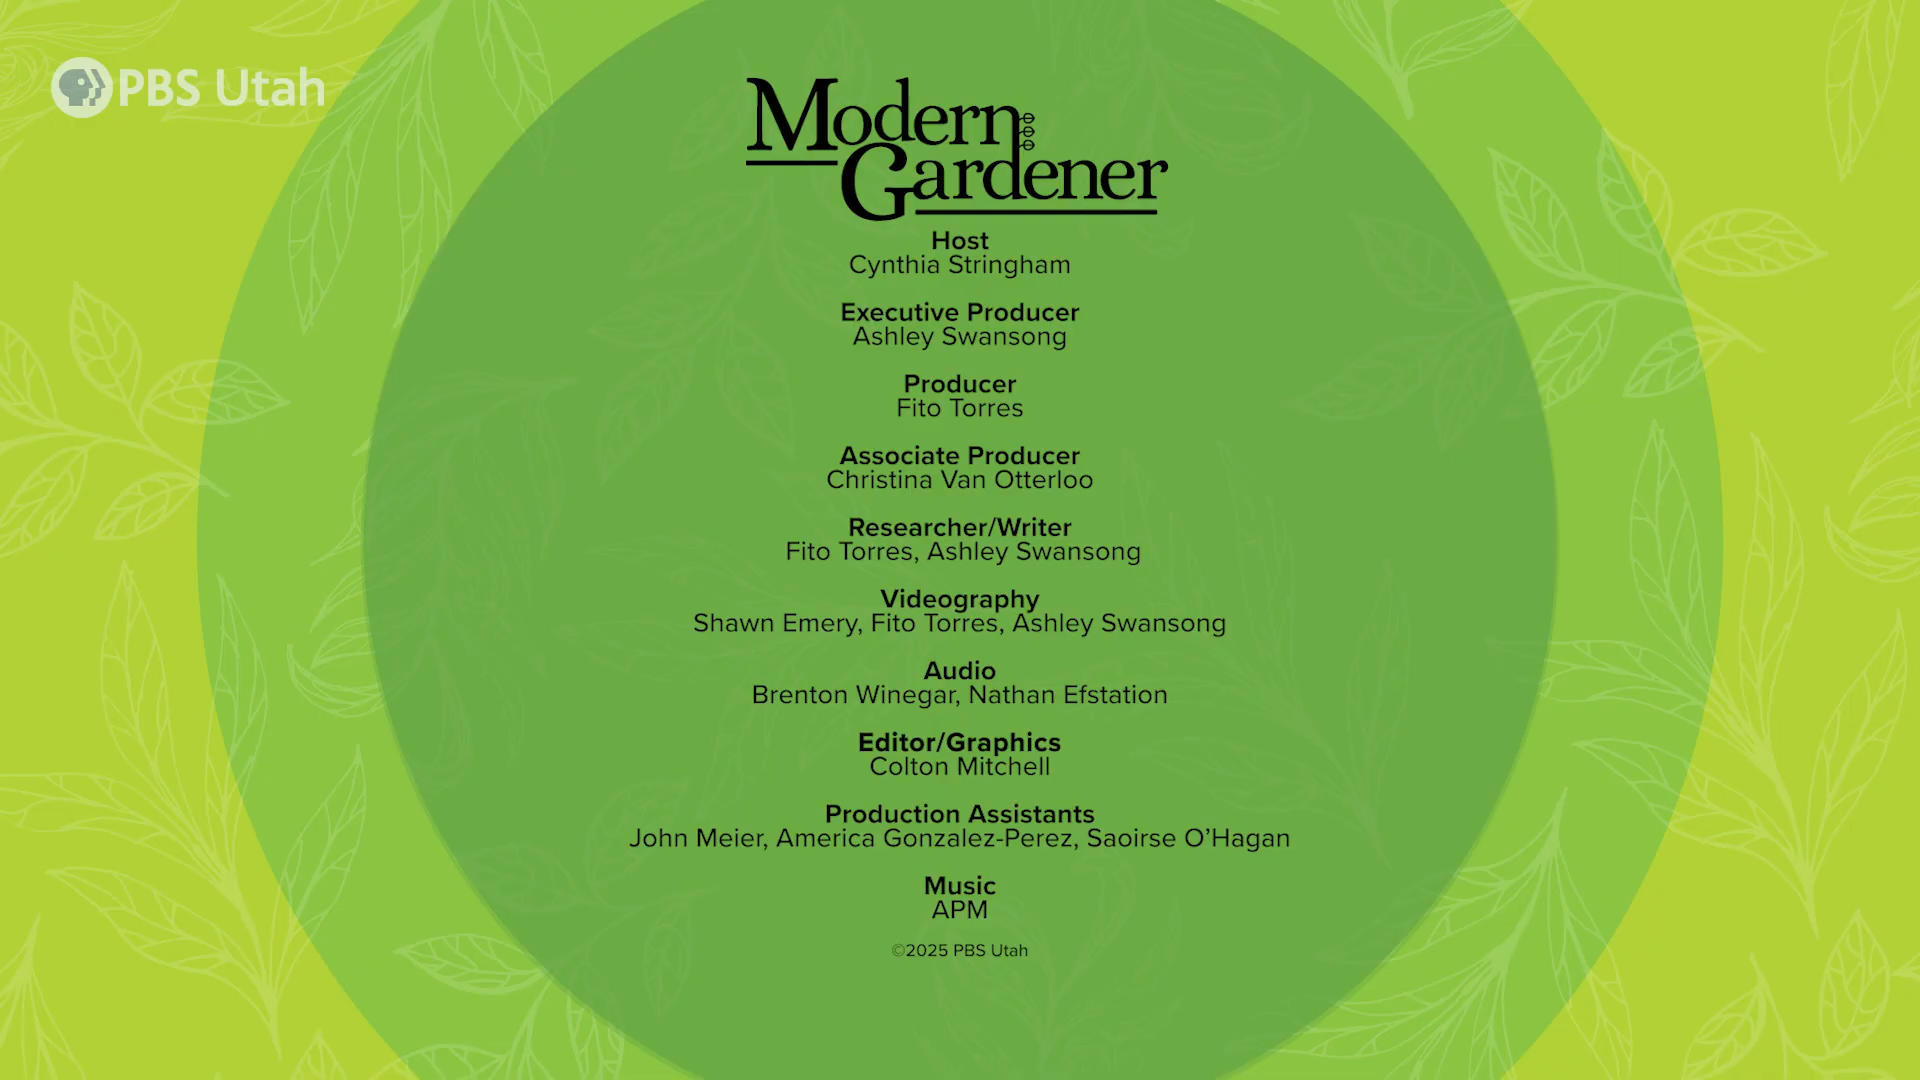 PBS Utah
Modern
Gardener
Host
Cynthia Stringham
Executive Producer
Ashley Swansong
Producer
Fito Torres
Associate Producer
Christina Van Otterloo
Researcher/Writer
Fito Torres, Ashley Swansong
Videography
Shawn Emery, Fito Torres, Ashley Swansong
Audio
Brenton Winegar, Nathan Efstation
Editor/Graphics
Colton Mitchell
Production Assistants
John Meier, America Gonzalez-Perez, Saoirse O’Hagan
Music
APM
©2025 PBS Utah